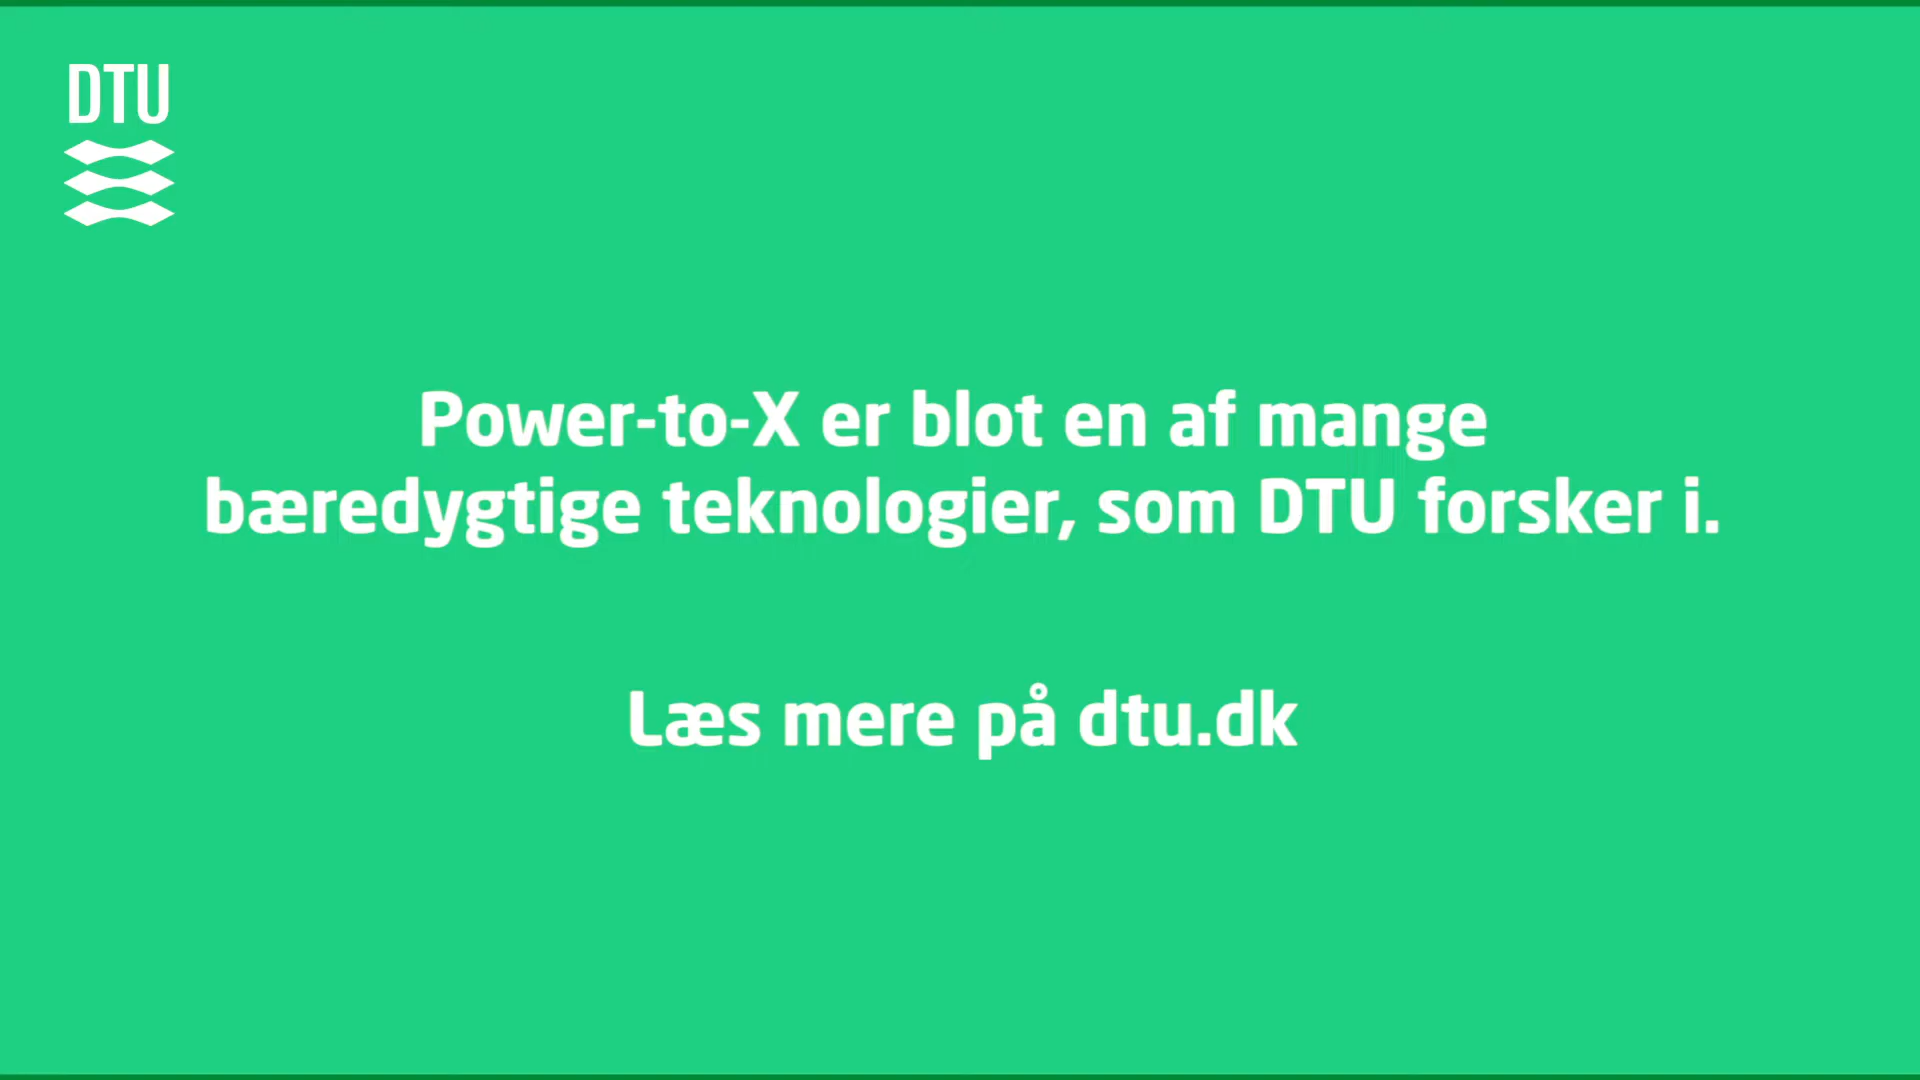 DTU
Power-to-X er blot en af mange
bæredygtige teknologier, som DTU forsker i.
Læs mere på dtu.dk